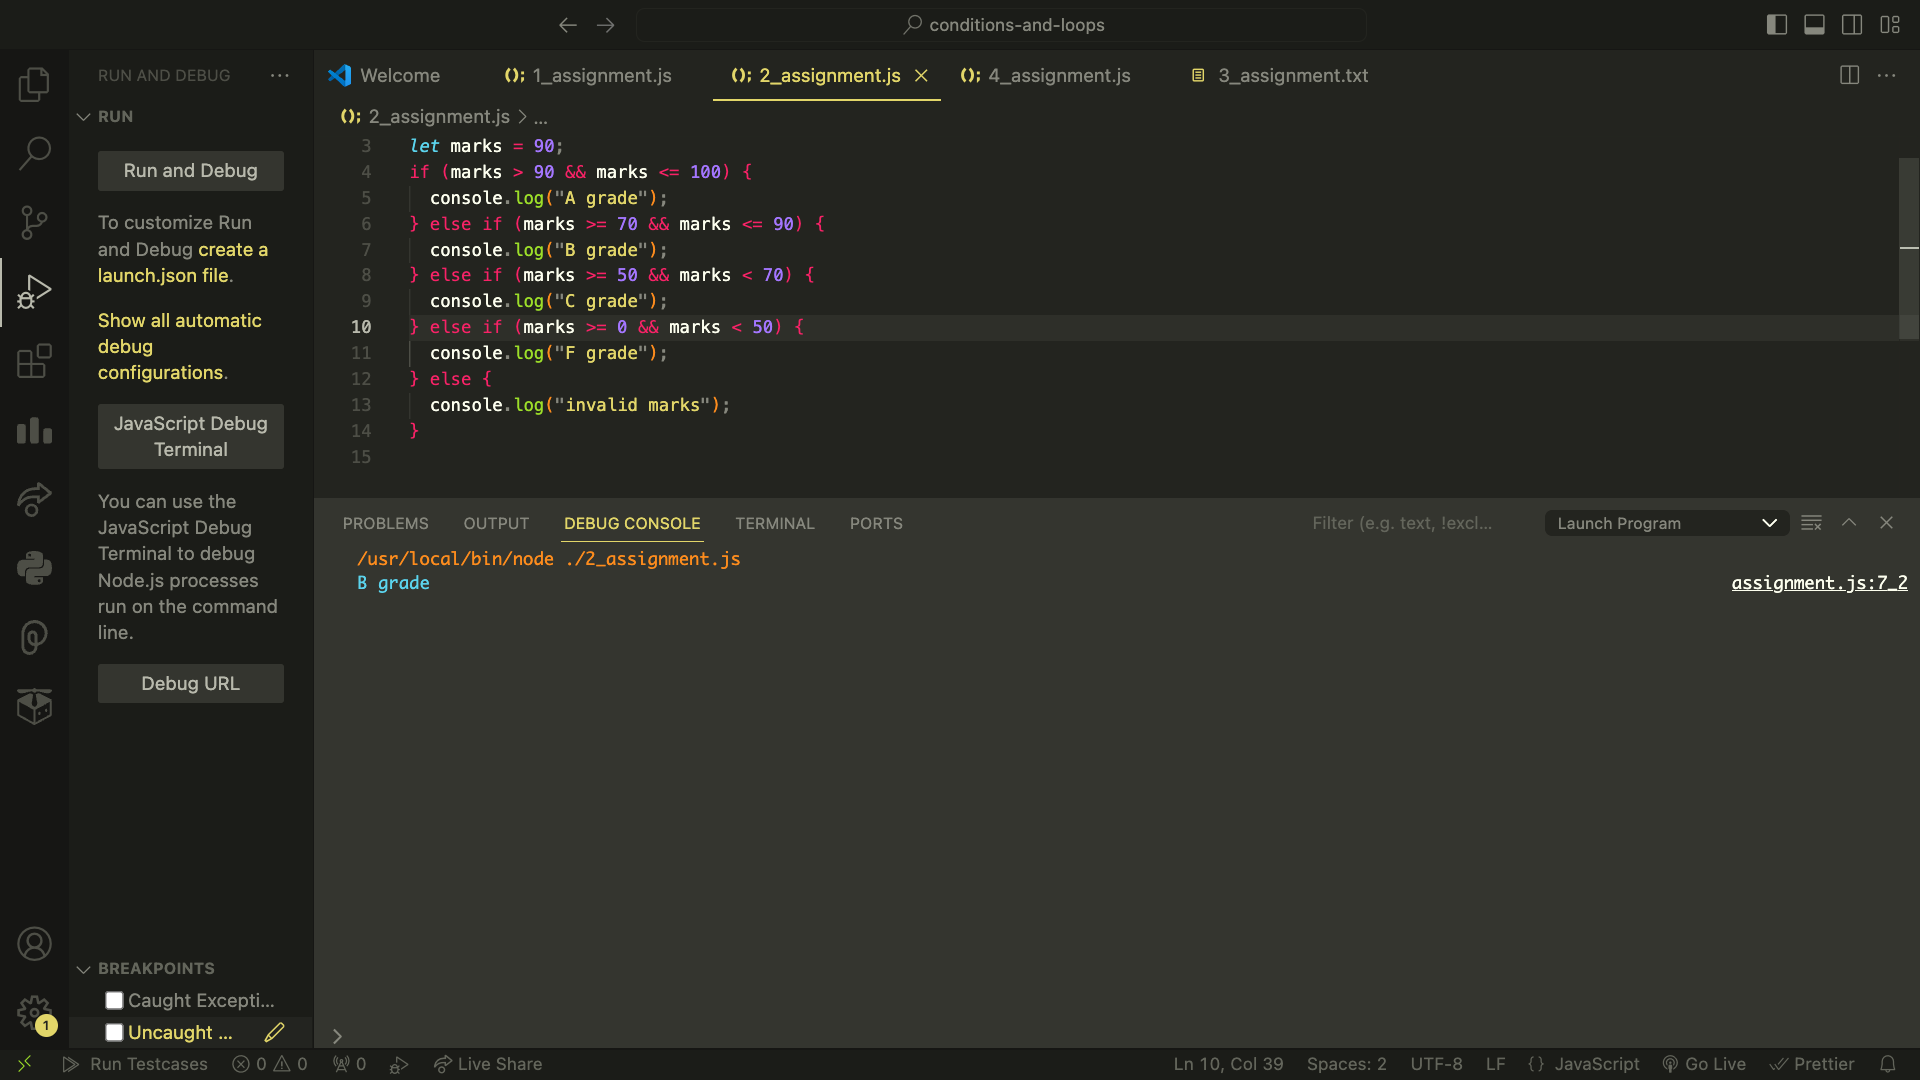 conditions-and-loops
RUN AND DEBUG
Welcome
(); 1_assignment.js
(); 2_assignment.js
(); 4_assignment.js
3_assignment.txt
RUN
Run and Debug
To customize Run
and Debug create a
launch.json file.
Show all automatic
debug
configurations.
JavaScript Debug
Terminal
You can use the
JavaScript Debug
Terminal to debug
Node.js processes
run on the command
line.
Debug URL
(); 2_assignment.js > ...
3 let marks = 90;
4 if (marks > 90 && marks <= 100) {
5 console.log("A grade");
6 } else if (marks >= 70 && marks <= 90) {
7 console.log("B grade");
8 } else if (marks >= 50 && marks < 70) {
9 console.log("C grade");
10 } else if (marks >= 0 && marks < 50) {
11 console.log("F grade");
12 } else {
13 console.log("invalid marks");
14 }
15
PROBLEMS OUTPUT DEBUG CONSOLE TERMINAL PORTS
Filter (e.g. text, !excl...
Launch Program
/usr/local/bin/node ./2_assignment.js
B grade
assignment.js:7_2
BREAKPOINTS
Caught Excepti...
Uncaught ...
1
Run Testcases 0 0 0 Live Share
Ln 10, Col 39 Spaces: 2 UTF-8 LF {} JavaScript Go Live Prettier